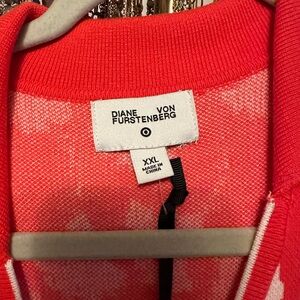 DIANE VON
FURSTENBERG
XXL
MADE IN
CHINA